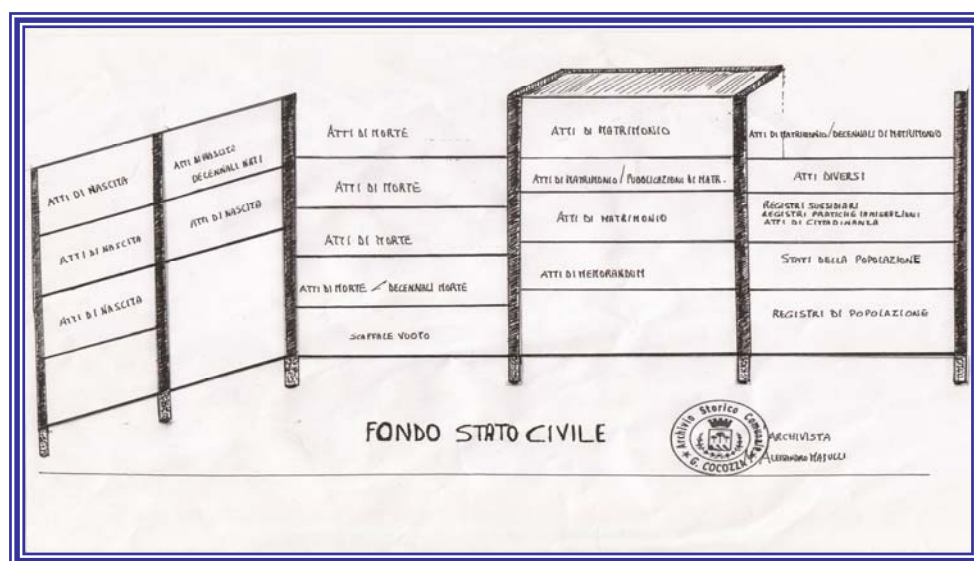 ATTI DI NASCITA
ATTI DI NASCITA
ATTI DI NASCITA
ATTI DI NASCITA
DECENNALI NATI
ATTI DI NASCITA
ATTI DI MORTE
ATTI DI MORTE
ATTI DI MORTE
ATTI DI MORTE / DECENNALI MORTE
SCAFFALE VUOTO
ATTI DI MATRIMONIO
ATTI DI MATRIMONIO / PUBBLICAZIONI DI MATR.
ATTI DI MATRIMONIO
ATTI DI MEMORANDUM
ATTI DI MATRIMONIO / DECENNALI DI MATRIMONIO
ATTI DIVERSI
REGISTRI SUSSIDIARI
REGISTRI PRATICHE IMMIGRAZIONI
ATTI DI CITTADINANZA
STATI DELLA POPOLAZIONE
REGISTRI DI POPOLAZIONE
FONDO STATO CIVILE
Archivio Storico Comunale
G. COCOZZA
ARCHIVISTA
ALESSANDRO MASULLI